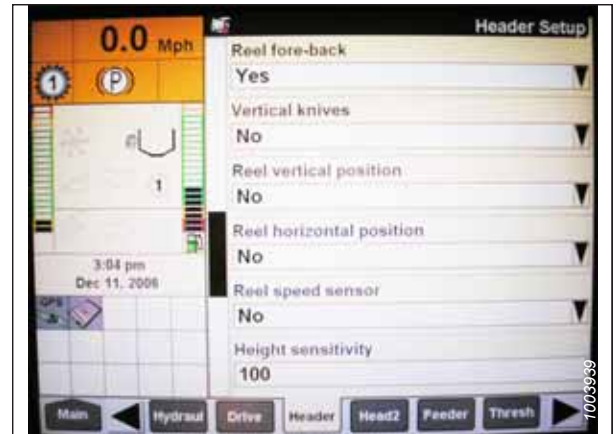 0.0 Mph
1
(P)
1
3:04 pm
Dec 11, 2006
GPS
Header Setup
Reel fore-back
Yes
Vertical knives
No
Reel vertical position
No
Reel horizontal position
No
Reel speed sensor
No
Height sensitivity
100
Main
Hydraul
Drive
Header
Head2
Feeder
Thresh
1003939